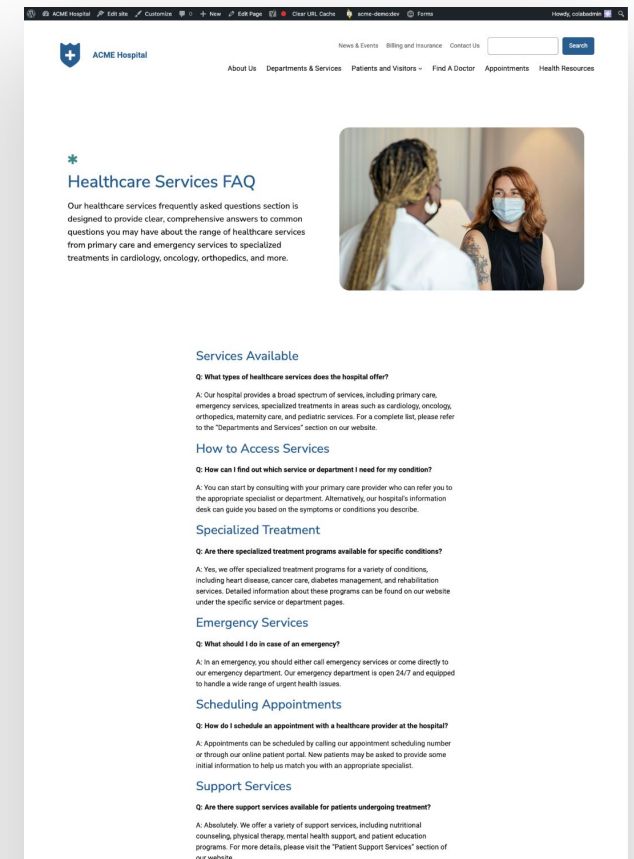 ACME Hospital Edit site Customize 0 + New Edit Page Clear URL Cache acme-demo:dev Forms Howdy, colabadmin
News & Events Billing and Insurance Contact Us Search
ACME Hospital
About Us Departments & Services Patients and Visitors Find A Doctor Appointments Health Resources
Healthcare Services FAQ
Our healthcare services frequently asked questions section is
designed to provide clear, comprehensive answers to common
questions you may have about the range of healthcare services
from primary care and emergency services to specialized
treatments in cardiology, oncology, orthopedics, and more.
Services Available
Q: What types of healthcare services does the hospital offer?
A: Our hospital provides a broad spectrum of services, including primary care,
emergency services, specialized treatments in areas such as cardiology, oncology,
orthopedics, maternity care, and pediatric services. For a complete list, please refer
to the "Departments and Services" section on our website.
How to Access Services
Q: How can I find out which service or department I need for my condition?
A: You can start by consulting with your primary care provider who can refer you to
the appropriate specialist or department. Alternatively, our hospital's information
desk can guide you based on the symptoms or conditions you describe.
Specialized Treatment
Q: Are there specialized treatment programs available for specific conditions?
A: Yes, we offer specialized treatment programs for a variety of conditions,
including heart disease, cancer care, diabetes management, and rehabilitation
services. Detailed information about these programs can be found on our website
under the specific service or department pages.
Emergency Services
Q: What should I do in case of an emergency?
A: In an emergency, you should either call emergency services or come directly to
our emergency department. Our emergency department is open 24/7 and equipped
to handle a wide range of urgent health issues.
Scheduling Appointments
Q: How do I schedule an appointment with a healthcare provider at the hospital?
A: Appointments can be scheduled by calling our appointment scheduling number
or through our online patient portal. New patients may be asked to provide some
initial information to help us match you with an appropriate specialist.
Support Services
Q: Are there support services available for patients undergoing treatment?
A: Absolutely. We offer a variety of support services, including nutritional
counseling, physical therapy, mental health support, and patient education
programs. For more details, please visit the "Patient Support Services" section of
our website.